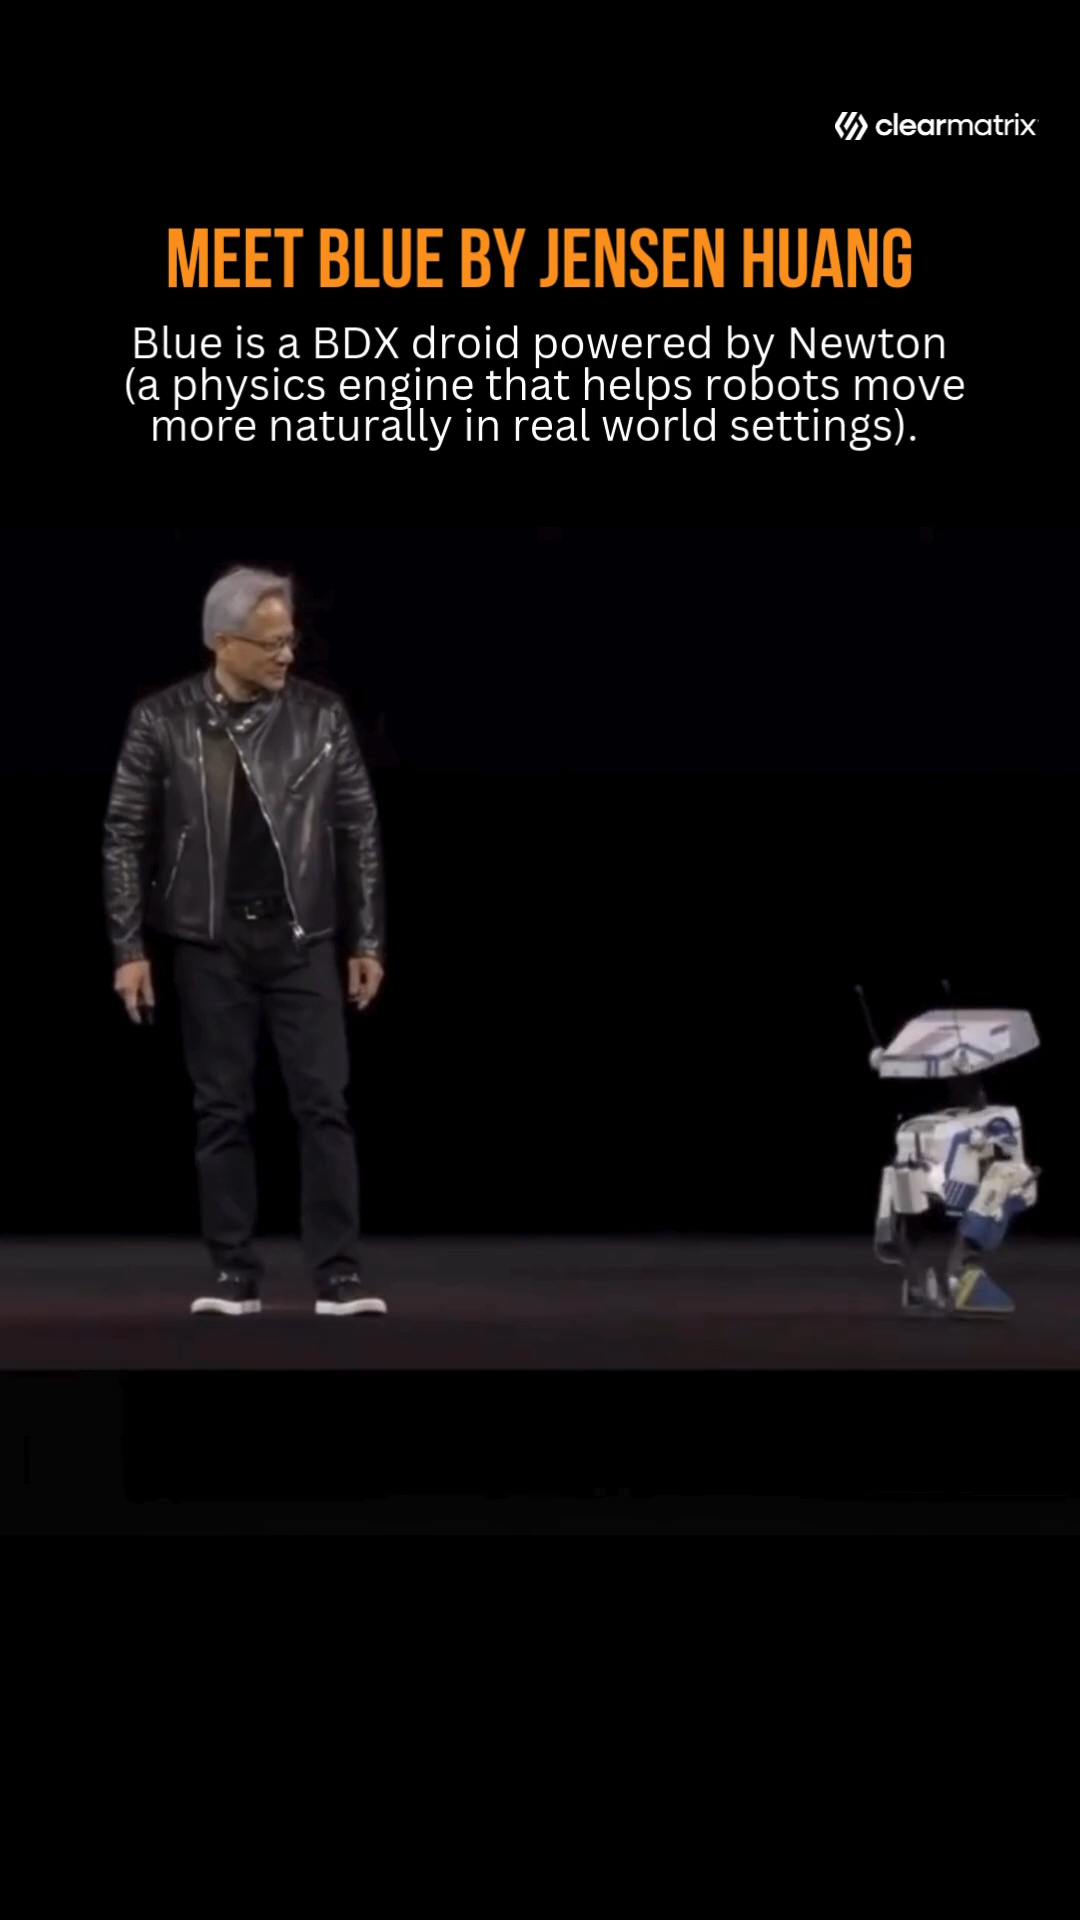 clearmatrix
MEET BLUE BY JENSEN HUANG
Blue is a BDX droid powered by Newton
(a physics engine that helps robots move
more naturally in real world settings).